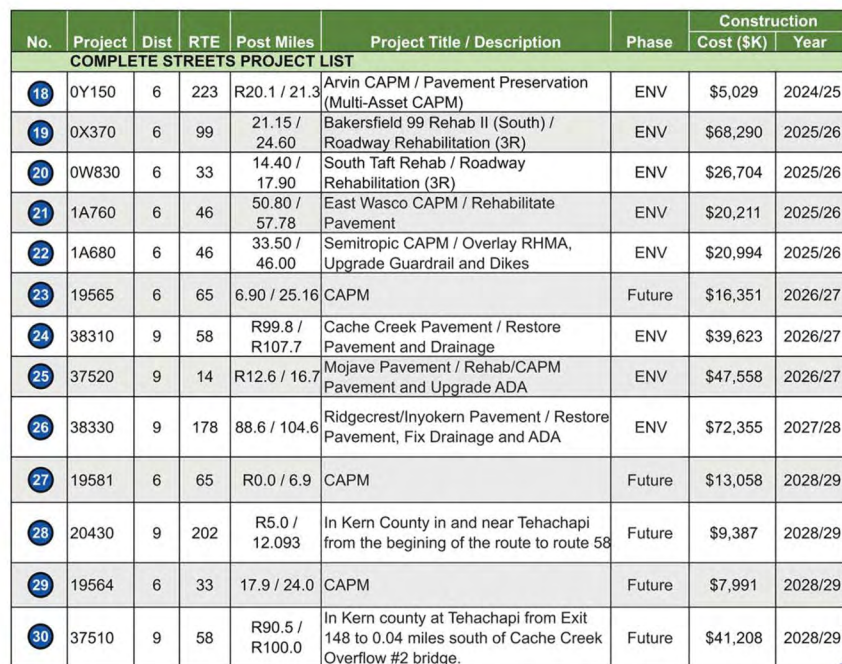 Construction
No. Project Dist RTE Post Miles Project Title / Description Phase Cost ($K) Year
COMPLETE STREETS PROJECT LIST
18 0Y150 6 223 R20.1 / 21.3 Arvin CAPM / Pavement Preservation ENV $5,029 2024/25
(Multi-Asset CAPM)
19 0X370 6 99 21.15 / Bakersfield 99 Rehab II (South) / ENV $68,290 2025/26
24.60 Roadway Rehabilitation (3R)
20 0W830 6 33 14.40 / South Taft Rehab / Roadway ENV $26,704 2025/26
17.90 Rehabilitation (3R)
21 1A760 6 46 50.80 / East Wasco CAPM / Rehabilitate ENV $20,211 2025/26
57.78 Pavement
22 1A680 6 46 33.50 / Semitropic CAPM / Overlay RHMA, ENV $20,994 2025/26
46.00 Upgrade Guardrail and Dikes
23 19565 6 65 6.90 / 25.16 CAPM Future $16,351 2026/27
24 38310 9 58 R99.8 / Cache Creek Pavement / Restore ENV $39,623 2026/27
R107.7 Pavement and Drainage
25 37520 9 14 R12.6 / 16.7 Mojave Pavement / Rehab/CAPM ENV $47,558 2026/27
Pavement and Upgrade ADA
26 38330 9 178 88.6 / 104.6 Ridgecrest/Inyokern Pavement / Restore ENV $72,355 2027/28
Pavement, Fix Drainage and ADA
27 19581 6 65 R0.0 / 6.9 CAPM Future $13,058 2028/29
28 20430 9 202 R5.0 / In Kern County in and near Tehachapi Future $9,387 2028/29
12.093 from the begining of the route to route 58
29 19564 6 33 17.9 / 24.0 CAPM Future $7,991 2028/29
30 37510 9 58 R90.5 / In Kern county at Tehachapi from Exit Future $41,208 2028/29
R100.0 148 to 0.04 miles south of Cache Creek
Overflow #2 bridge.